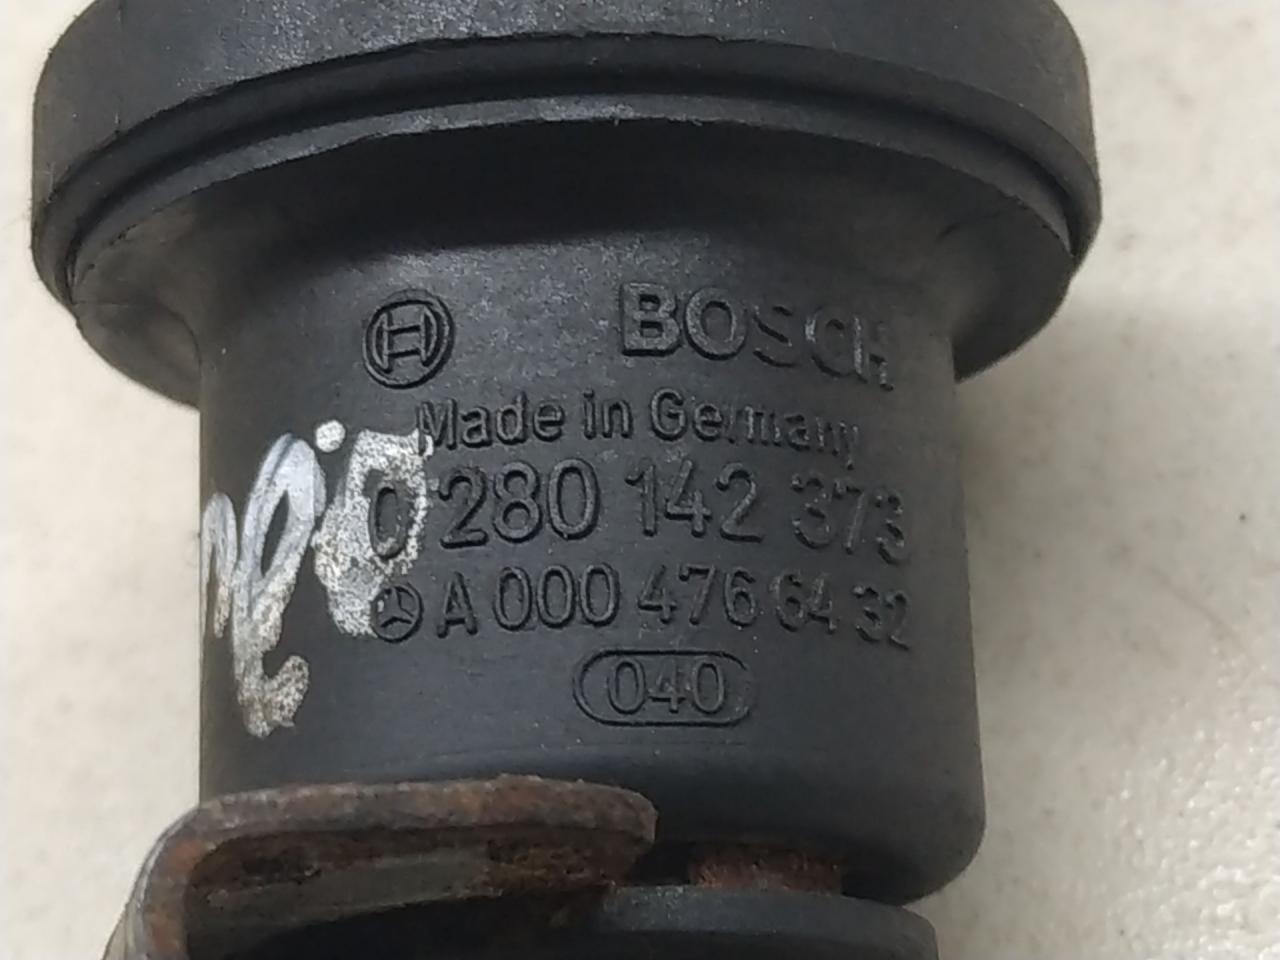 BOSCH
Made in Germany
0 280 142 373
A 000 476 64 32
040